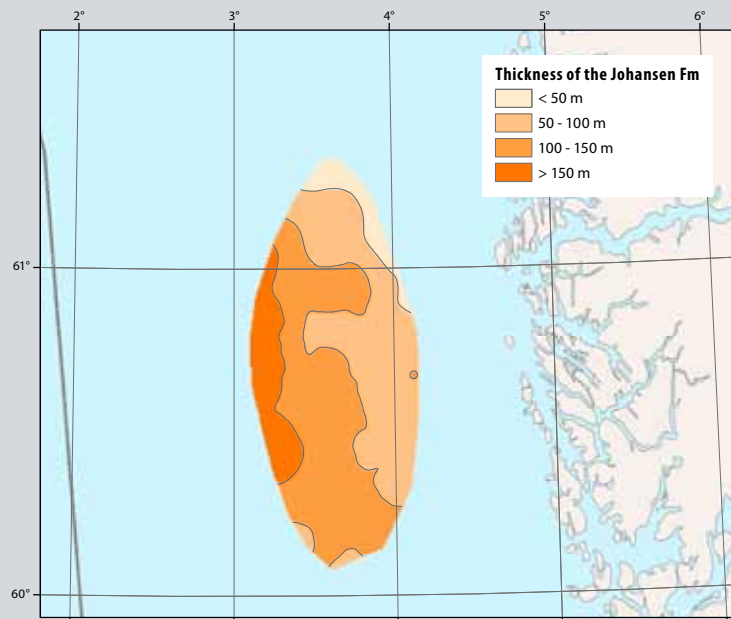 2° 3° 4° 5° 6°
Thickness of the Johansen Fm
< 50 m
50 - 100 m
100 - 150 m
> 150 m
61°
60°